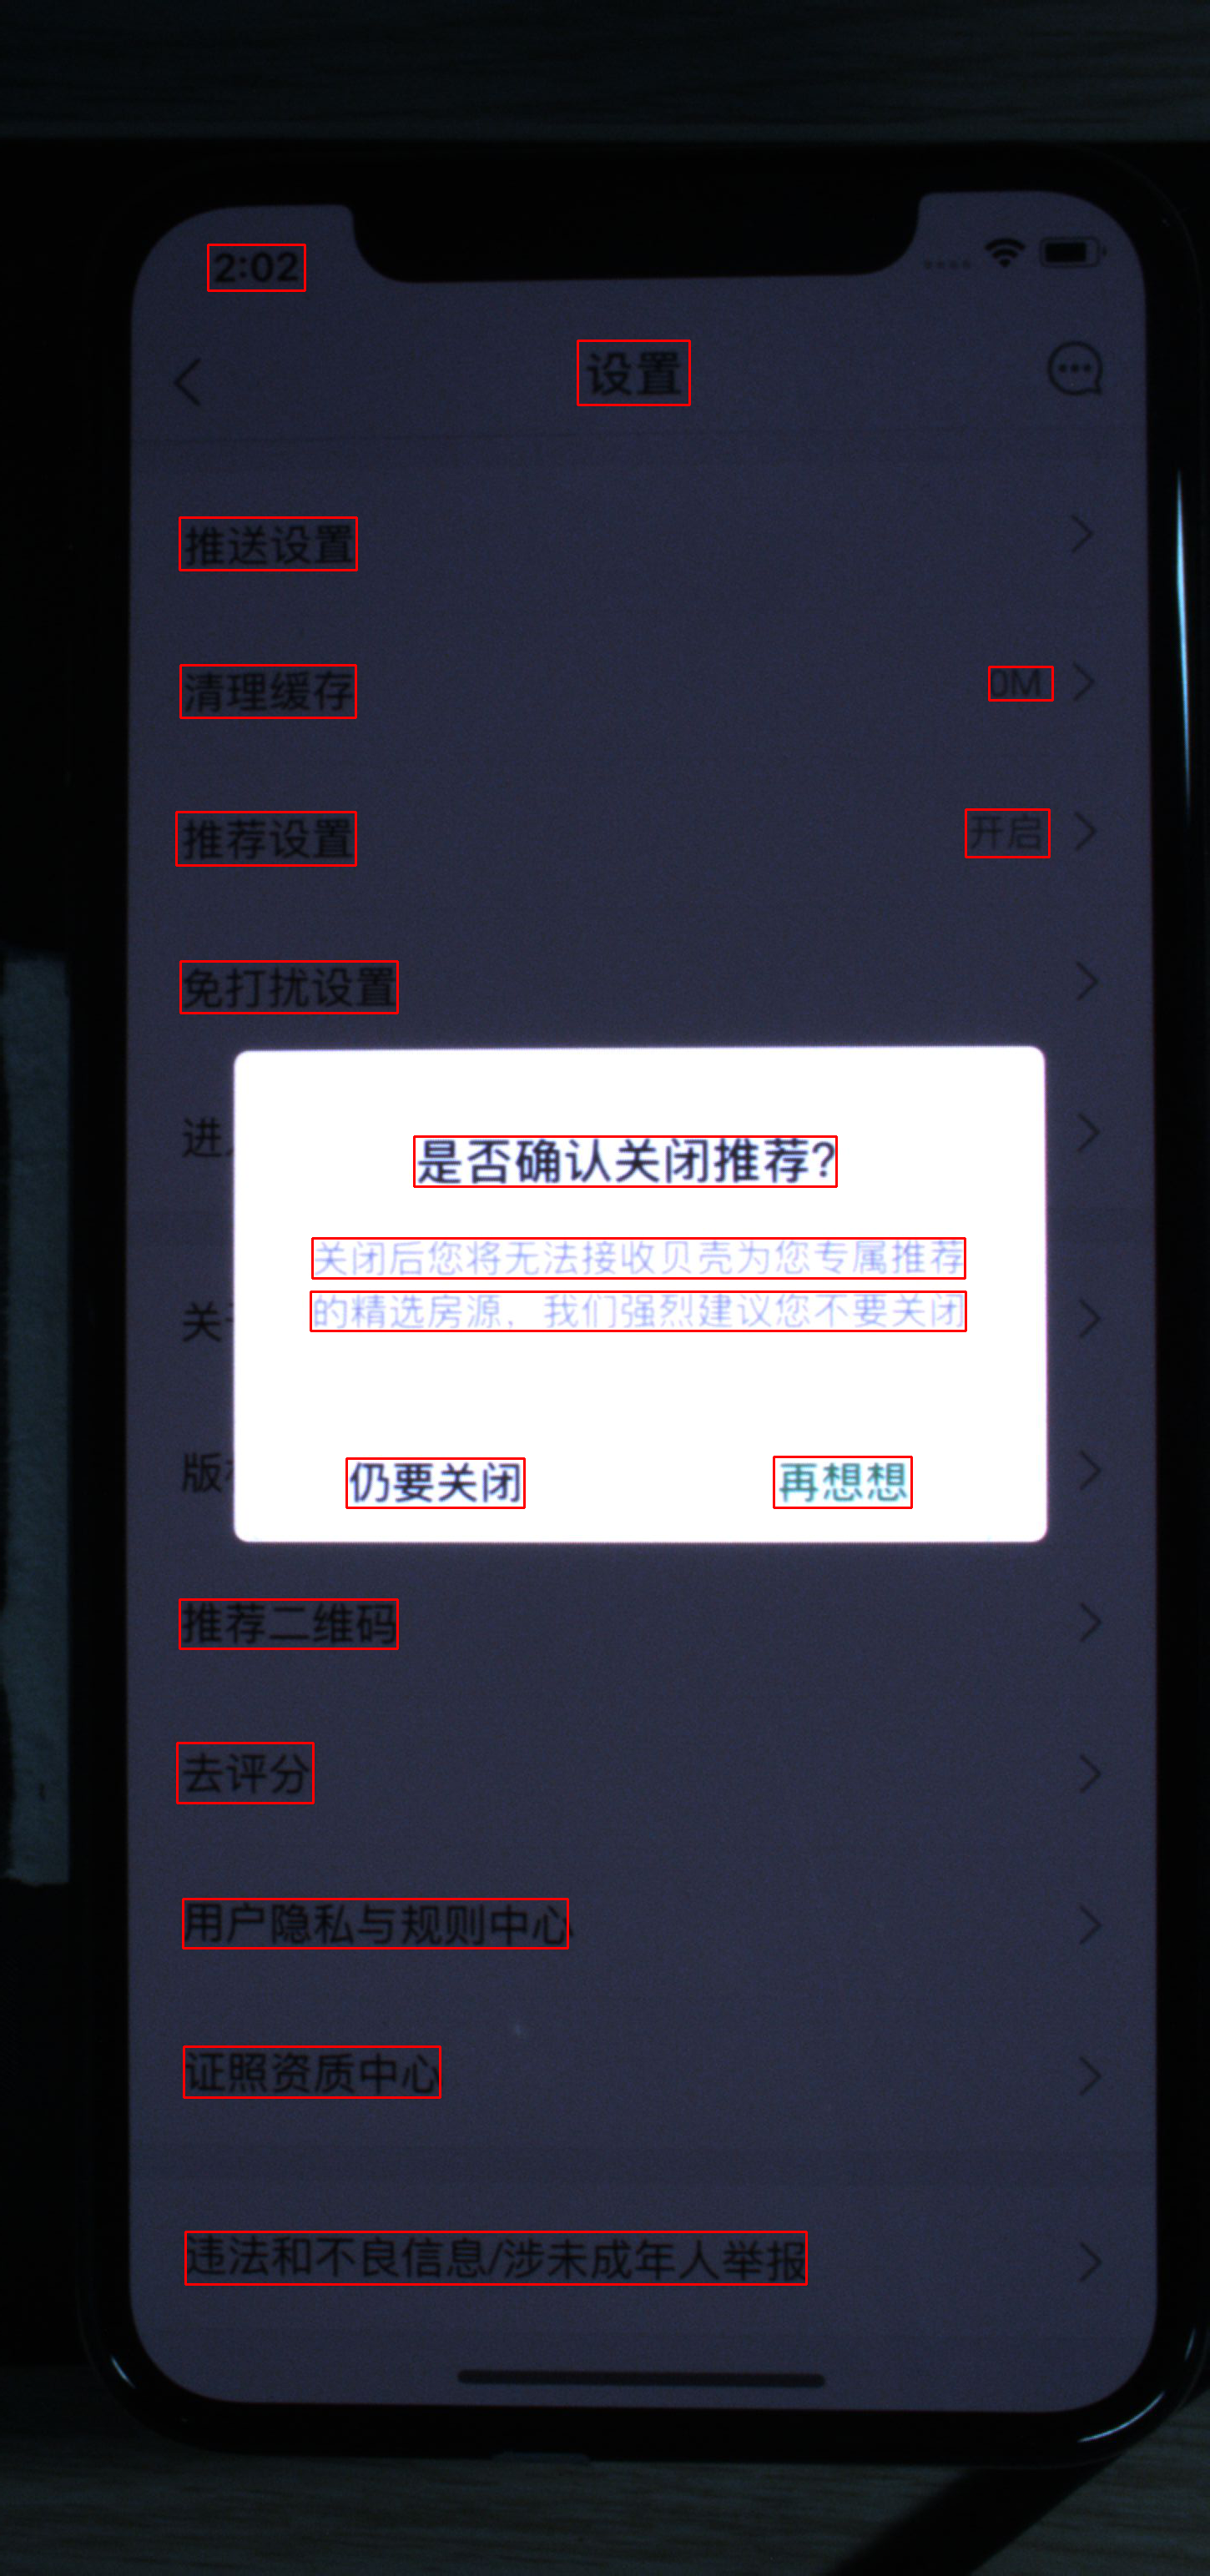 2:02
设置
推送设置
清理缓存 0M
推荐设置 开启
免打扰设置
进
是否确认关闭推荐?
关闭后您将无法接收贝壳为您专属推荐
的精选房源，我们强烈建议您不要关闭
关
版
仍要关闭 再想想
推荐二维码
去评分
用户隐私与规则中心
证照资质中心
违法和不良信息/涉未成年人举报